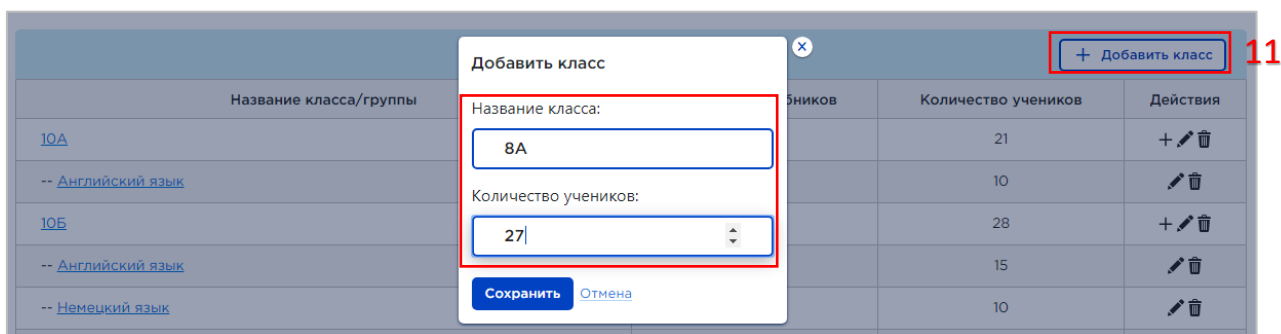 + Добавить класс
11
Добавить класс
Название класса/группы
Количество учеников
Действия
Название класса:
8А
Количество учеников:
27
Сохранить Отмена
10А
21
-- Английский язык
10
10Б
28
-- Английский язык
15
-- Немецкий язык
10